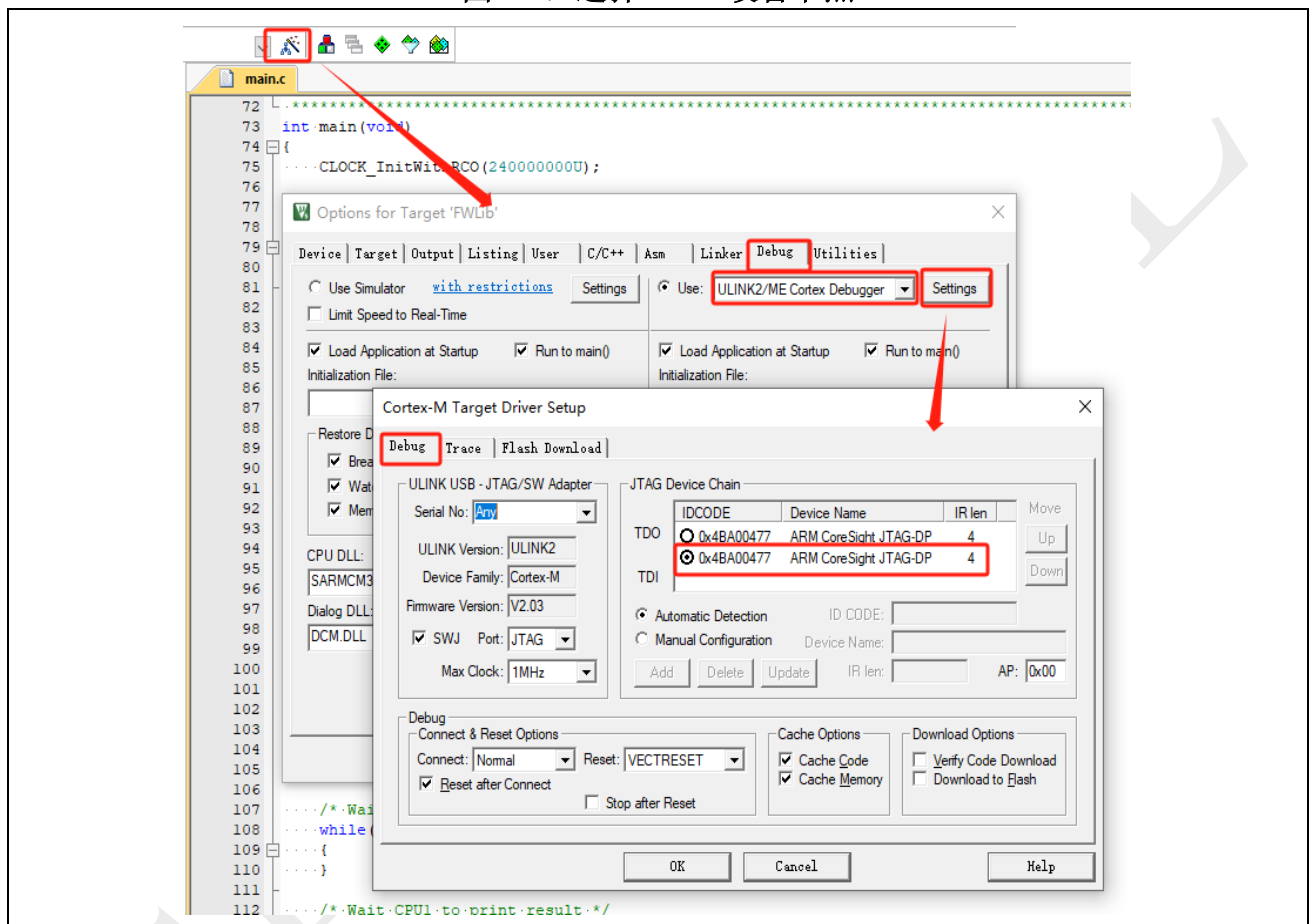 main.c
72 ·****
73 int·main(void)
74 {
75 ····CLOCK_InitWithRCO(240000000U);
76
77
78
79
80
81
82
83
84
85
86
87
88
89
90
91
92
93
94
95
96
97
98
99
100
101
102
103
104
105
106
107 ····/*·Wai
108 ····while(
109 ····{
110 ····}
111
112 ····/*·Wait·CPU1·to·print·result·*/
Options for Target 'FWLib'
Device Target Output Listing User C/C++ Asm Linker Debug Utilities
Use Simulator with restrictions Settings Use: ULINK2/ME Cortex Debugger Settings
Limit Speed to Real-Time
Load Application at Startup Run to main() Load Application at Startup Run to main()
Initialization File: Initialization File:
Restore D
Brea
Wat
Mem
CPU DLL:
SARMCM3
Dialog DLL:
DCM.DLL
Cortex-M Target Driver Setup
Debug Trace Flash Download
ULINK USB - JTAG/SW Adapter
Serial No: Any
ULINK Version: ULINK2
Device Family: Cortex-M
Firmware Version: V2.03
SWJ Port: JTAG
Max Clock: 1MHz
JTAG Device Chain
IDCODE Device Name IR len Move
TDO 0x4BA00477 ARM CoreSight JTAG-DP 4 Up
0x4BA00477 ARM CoreSight JTAG-DP 4
TDI Down
Automatic Detection ID CODE:
Manual Configuration Device Name:
Add Delete Update IR len: AP: 0x00
Debug
Connect & Reset Options
Connect: Normal Reset: VECTRESET
Reset after Connect
Stop after Reset
Cache Options
Cache Code
Cache Memory
Download Options
Verify Code Download
Download to Flash
OK Cancel Help